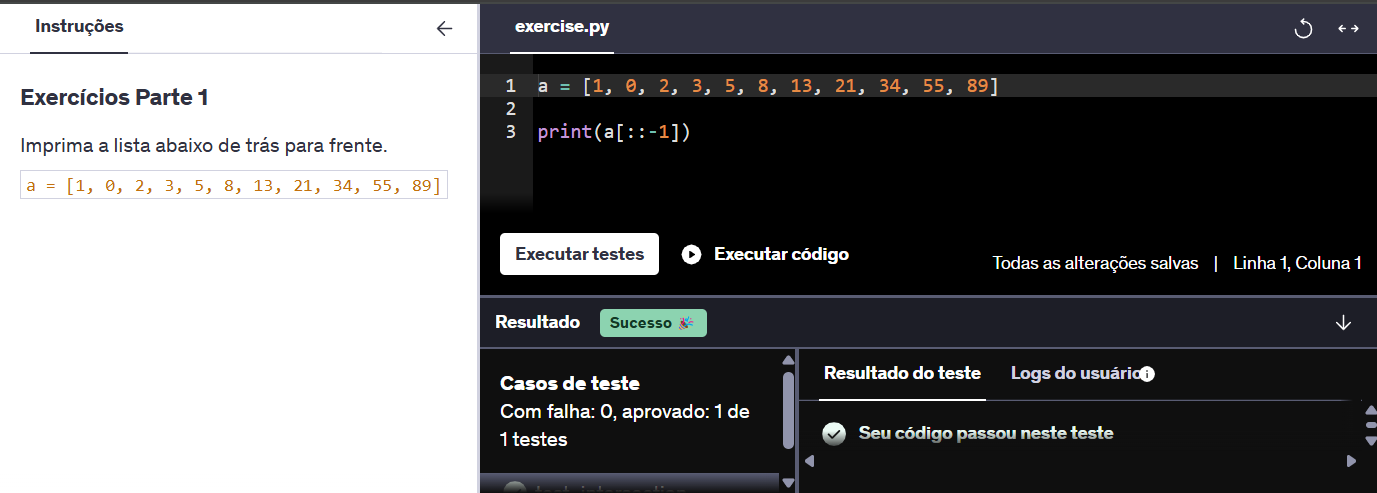 Instruções
Exercícios Parte 1
Imprima a lista abaixo de trás para frente.
a = [1, 0, 2, 3, 5, 8, 13, 21, 34, 55, 89]
exercise.py
1 a = [1, 0, 2, 3, 5, 8, 13, 21, 34, 55, 89]
2
3 print(a[::-1])
Executar testes
Executar código
Todas as alterações salvas | Linha 1, Coluna 1
Resultado
Sucesso 🎉
Casos de teste
Com falha: 0, aprovado: 1 de
1 testes
Resultado do teste
Logs do usuário
Seu código passou neste teste